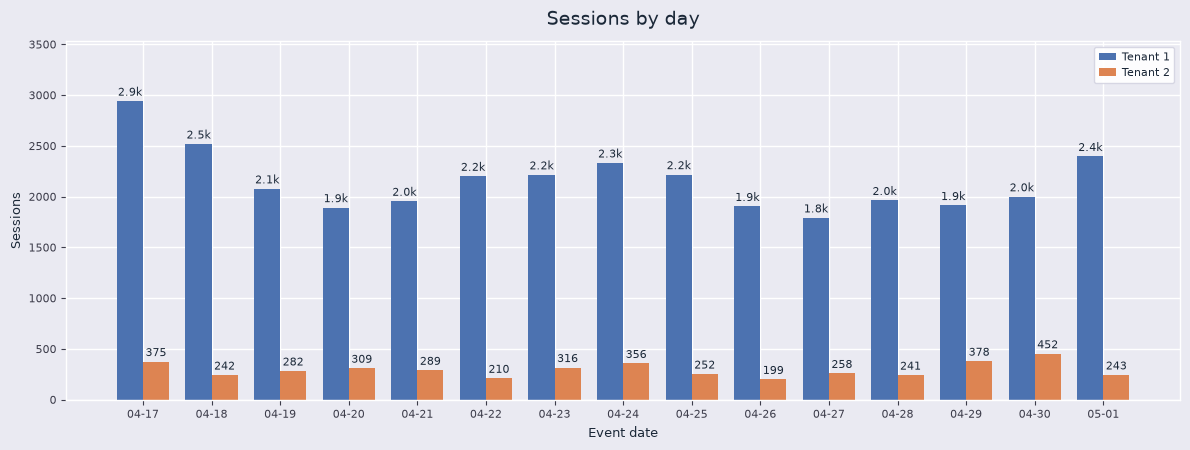 Sessions by day
Tenant 1
Tenant 2
Sessions
3500
3000
2500
2000
1500
1000
500
0
2.9k
2.5k
2.1k
1.9k
2.0k
2.2k
2.2k
2.3k
2.2k
1.9k
1.8k
2.0k
1.9k
2.0k
2.4k
375
242
282
309
289
210
316
356
252
199
258
241
378
452
243
04-17 04-18 04-19 04-20 04-21 04-22 04-23 04-24 04-25 04-26 04-27 04-28 04-29 04-30 05-01
Event date